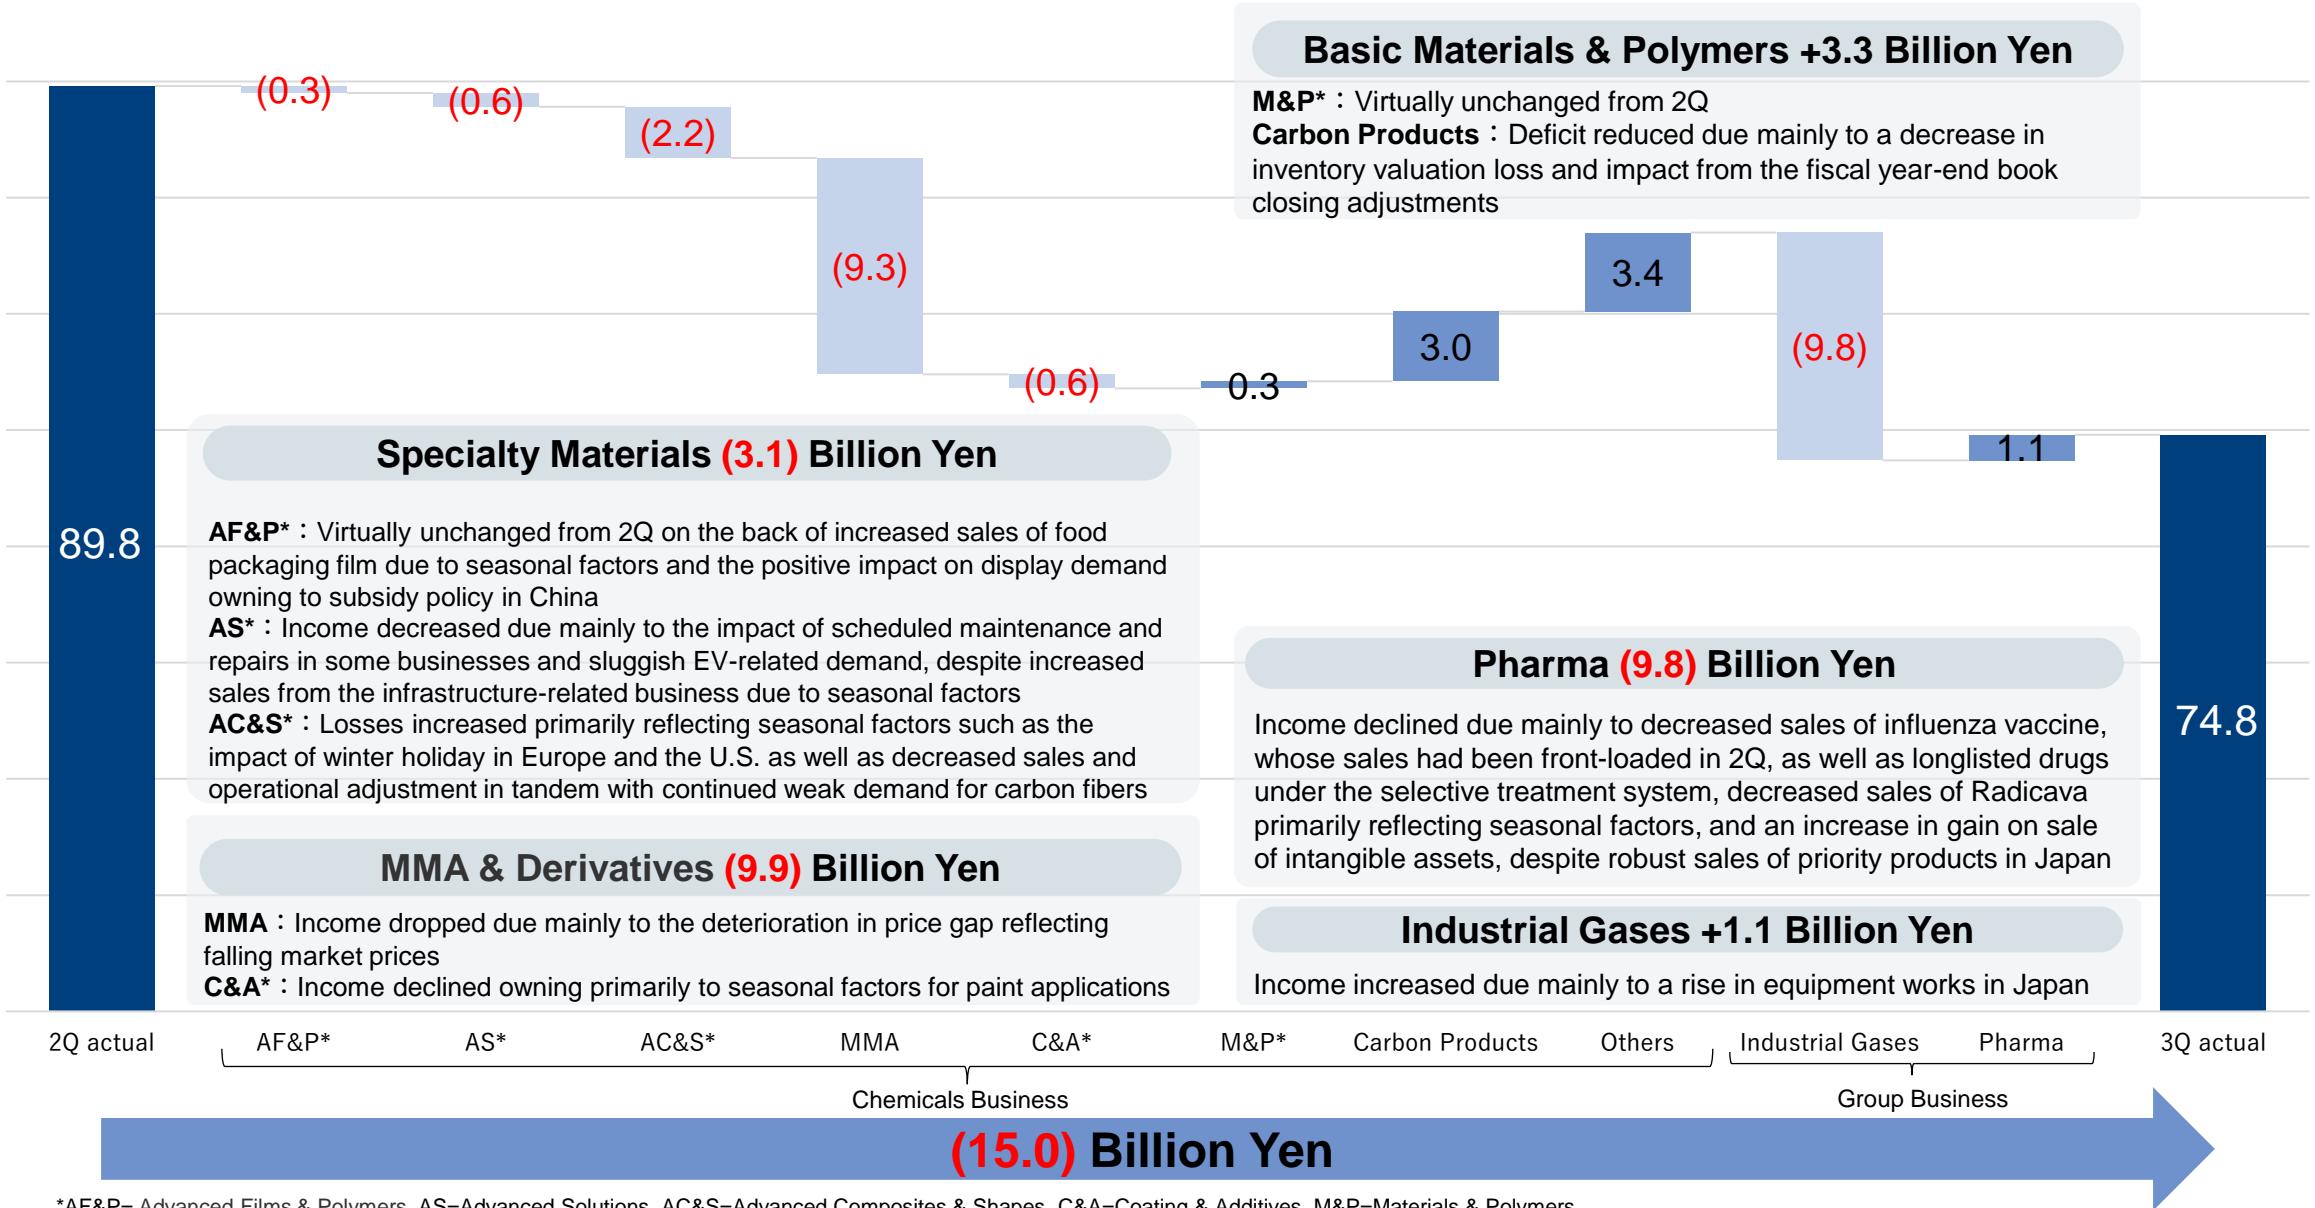 Basic Materials & Polymers +3.3 Billion Yen
M&P*：Virtually unchanged from 2Q
Carbon Products：Deficit reduced due mainly to a decrease in
inventory valuation loss and impact from the fiscal year-end book
closing adjustments
(0.3)
(0.6)
(2.2)
(9.3)
(0.6)
0.3
3.0
3.4
(9.8)
1.1
89.8
74.8
Specialty Materials (3.1) Billion Yen
AF&P*：Virtually unchanged from 2Q on the back of increased sales of food
packaging film due to seasonal factors and the positive impact on display demand
owning to subsidy policy in China
AS*：Income decreased due mainly to the impact of scheduled maintenance and
repairs in some businesses and sluggish EV-related demand, despite increased
sales from the infrastructure-related business due to seasonal factors
AC&S*：Losses increased primarily reflecting seasonal factors such as the
impact of winter holiday in Europe and the U.S. as well as decreased sales and
operational adjustment in tandem with continued weak demand for carbon fibers
MMA & Derivatives (9.9) Billion Yen
MMA：Income dropped due mainly to the deterioration in price gap reflecting
falling market prices
C&A*：Income declined owning primarily to seasonal factors for paint applications
Pharma (9.8) Billion Yen
Income declined due mainly to decreased sales of influenza vaccine,
whose sales had been front-loaded in 2Q, as well as longlisted drugs
under the selective treatment system, decreased sales of Radicava
primarily reflecting seasonal factors, and an increase in gain on sale
of intangible assets, despite robust sales of priority products in Japan
Industrial Gases +1.1 Billion Yen
Income increased due mainly to a rise in equipment works in Japan
2Q actual
AF&P*
AS*
AC&S*
MMA
C&A*
M&P*
Carbon Products
Others
Industrial Gases
Pharma
3Q actual
Chemicals Business
Group Business
(15.0) Billion Yen
*AF&P= Advanced Films & Polymers, AS=Advanced Solutions, AC&S=Advanced Composites & Shapes, C&A=Coating & Additives, M&P=Materials & Polymers